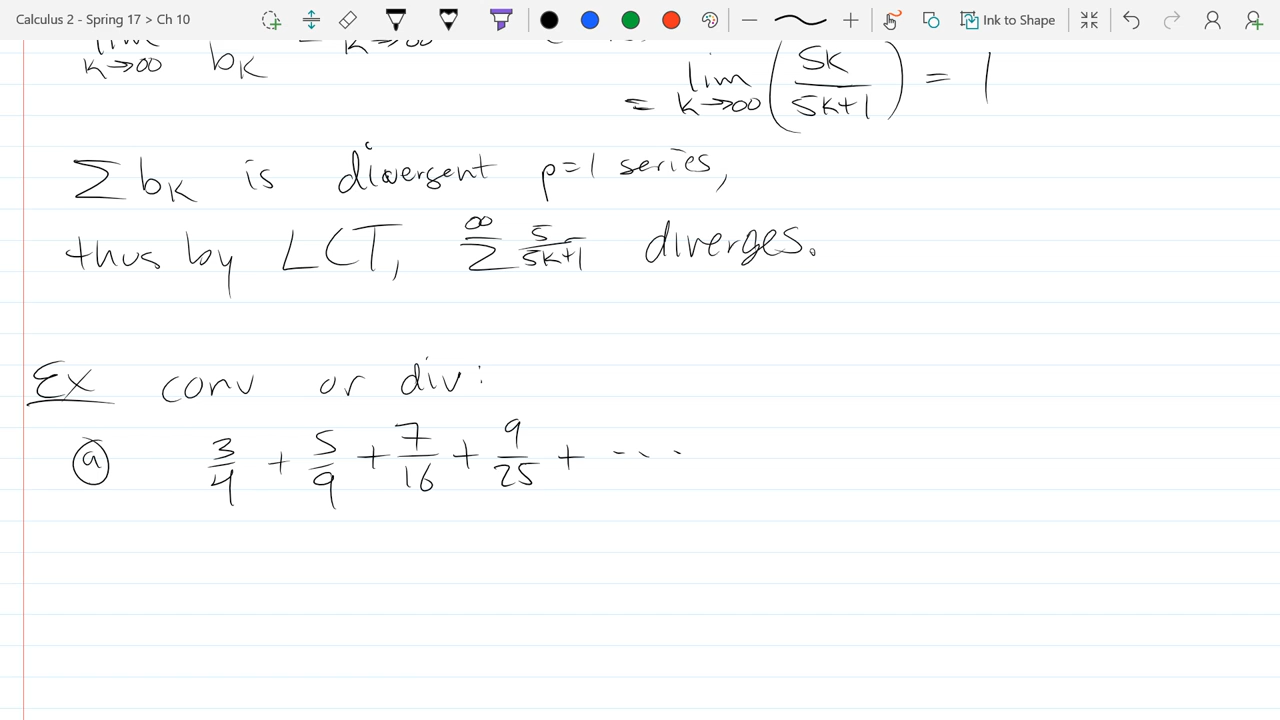 Calculus 2 - Spring 17 > Ch 10
Ink to Shape
lim k→∞ b_K = k→∞
= lim k→∞ (5k/(5k+1)) = 1
Σ b_K is divergent p=1 series,
thus by LCT, Σ^∞ 5/(5k+1) diverges.
Ex conv or div:
ⓐ 3/4 + 5/9 + 7/16 + 9/25 + ...